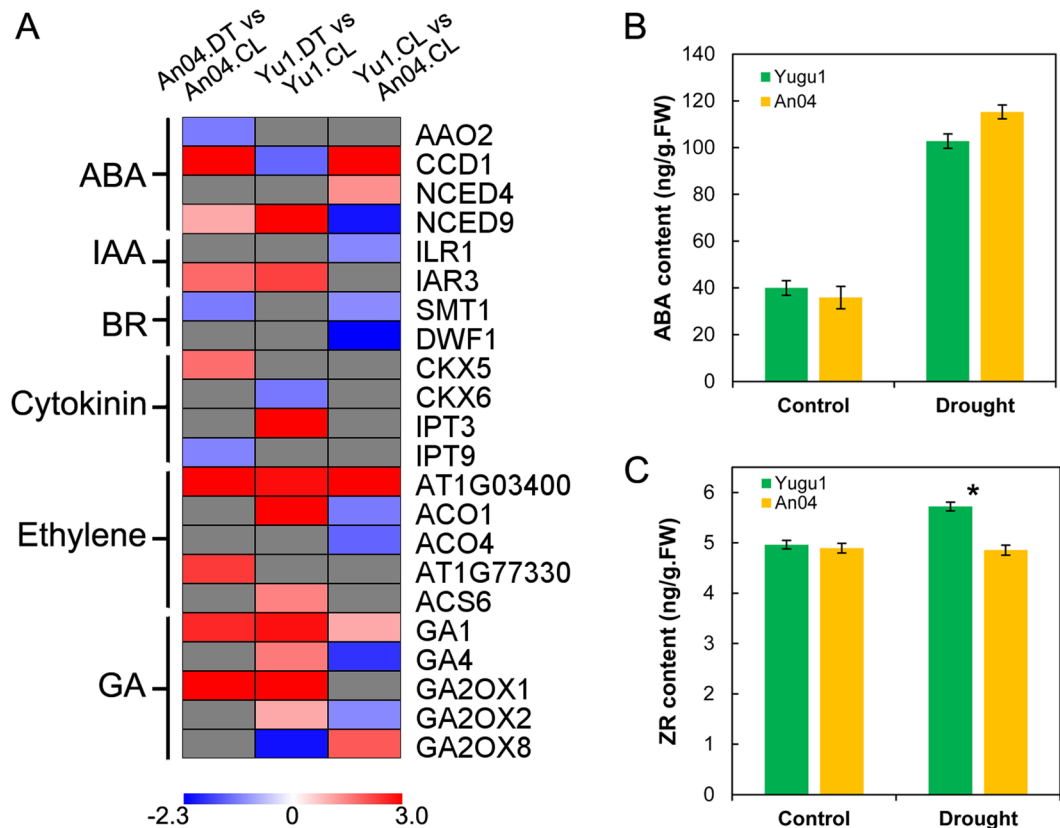 A
An04.DT vs
An04.CL
Yu1.DT vs
Yu1.CL
Yu1.CL vs
An04.CL
ABA
AAO2
CCD1
NCED4
NCED9
IAA
ILR1
IAR3
BR
SMT1
DWF1
Cytokinin
CKX5
CKX6
IPT3
IPT9
Ethylene
AT1G03400
ACO1
ACO4
AT1G77330
ACS6
GA
GA1
GA4
GA2OX1
GA2OX2
GA2OX8
-2.3 0 3.0
B
ABA content (ng/g.FW)
140
120
100
80
60
40
20
0
Yugu1
An04
Control Drought
C
ZR content (ng/g.FW)
6
5
4
3
2
1
0
Yugu1
An04
*
Control Drought